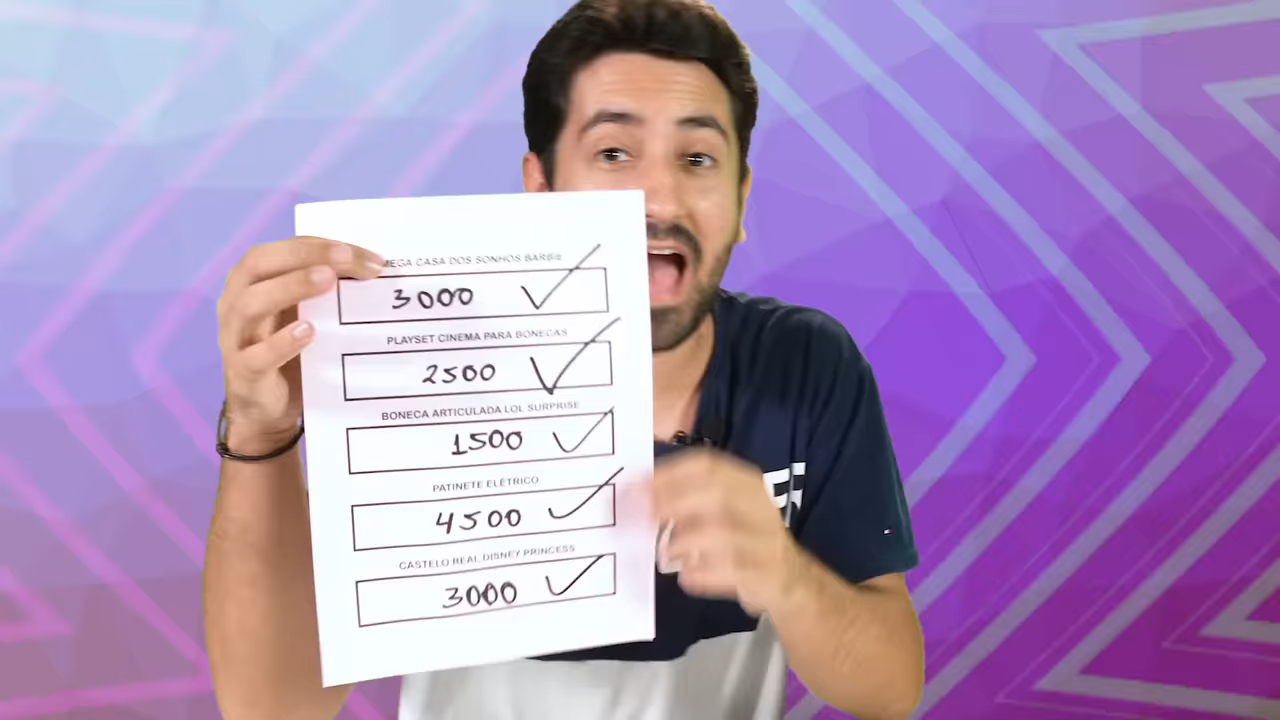 MEGA CASA DOS SONHOS BARBIE
3000
PLAYSET CINEMA PARA BONECAS
2500
BONECA ARTICULADA LOL SURPRISE
1500
PATINETE ELÉTRICO
4500
CASTELO REAL DISNEY PRINCESS
3000